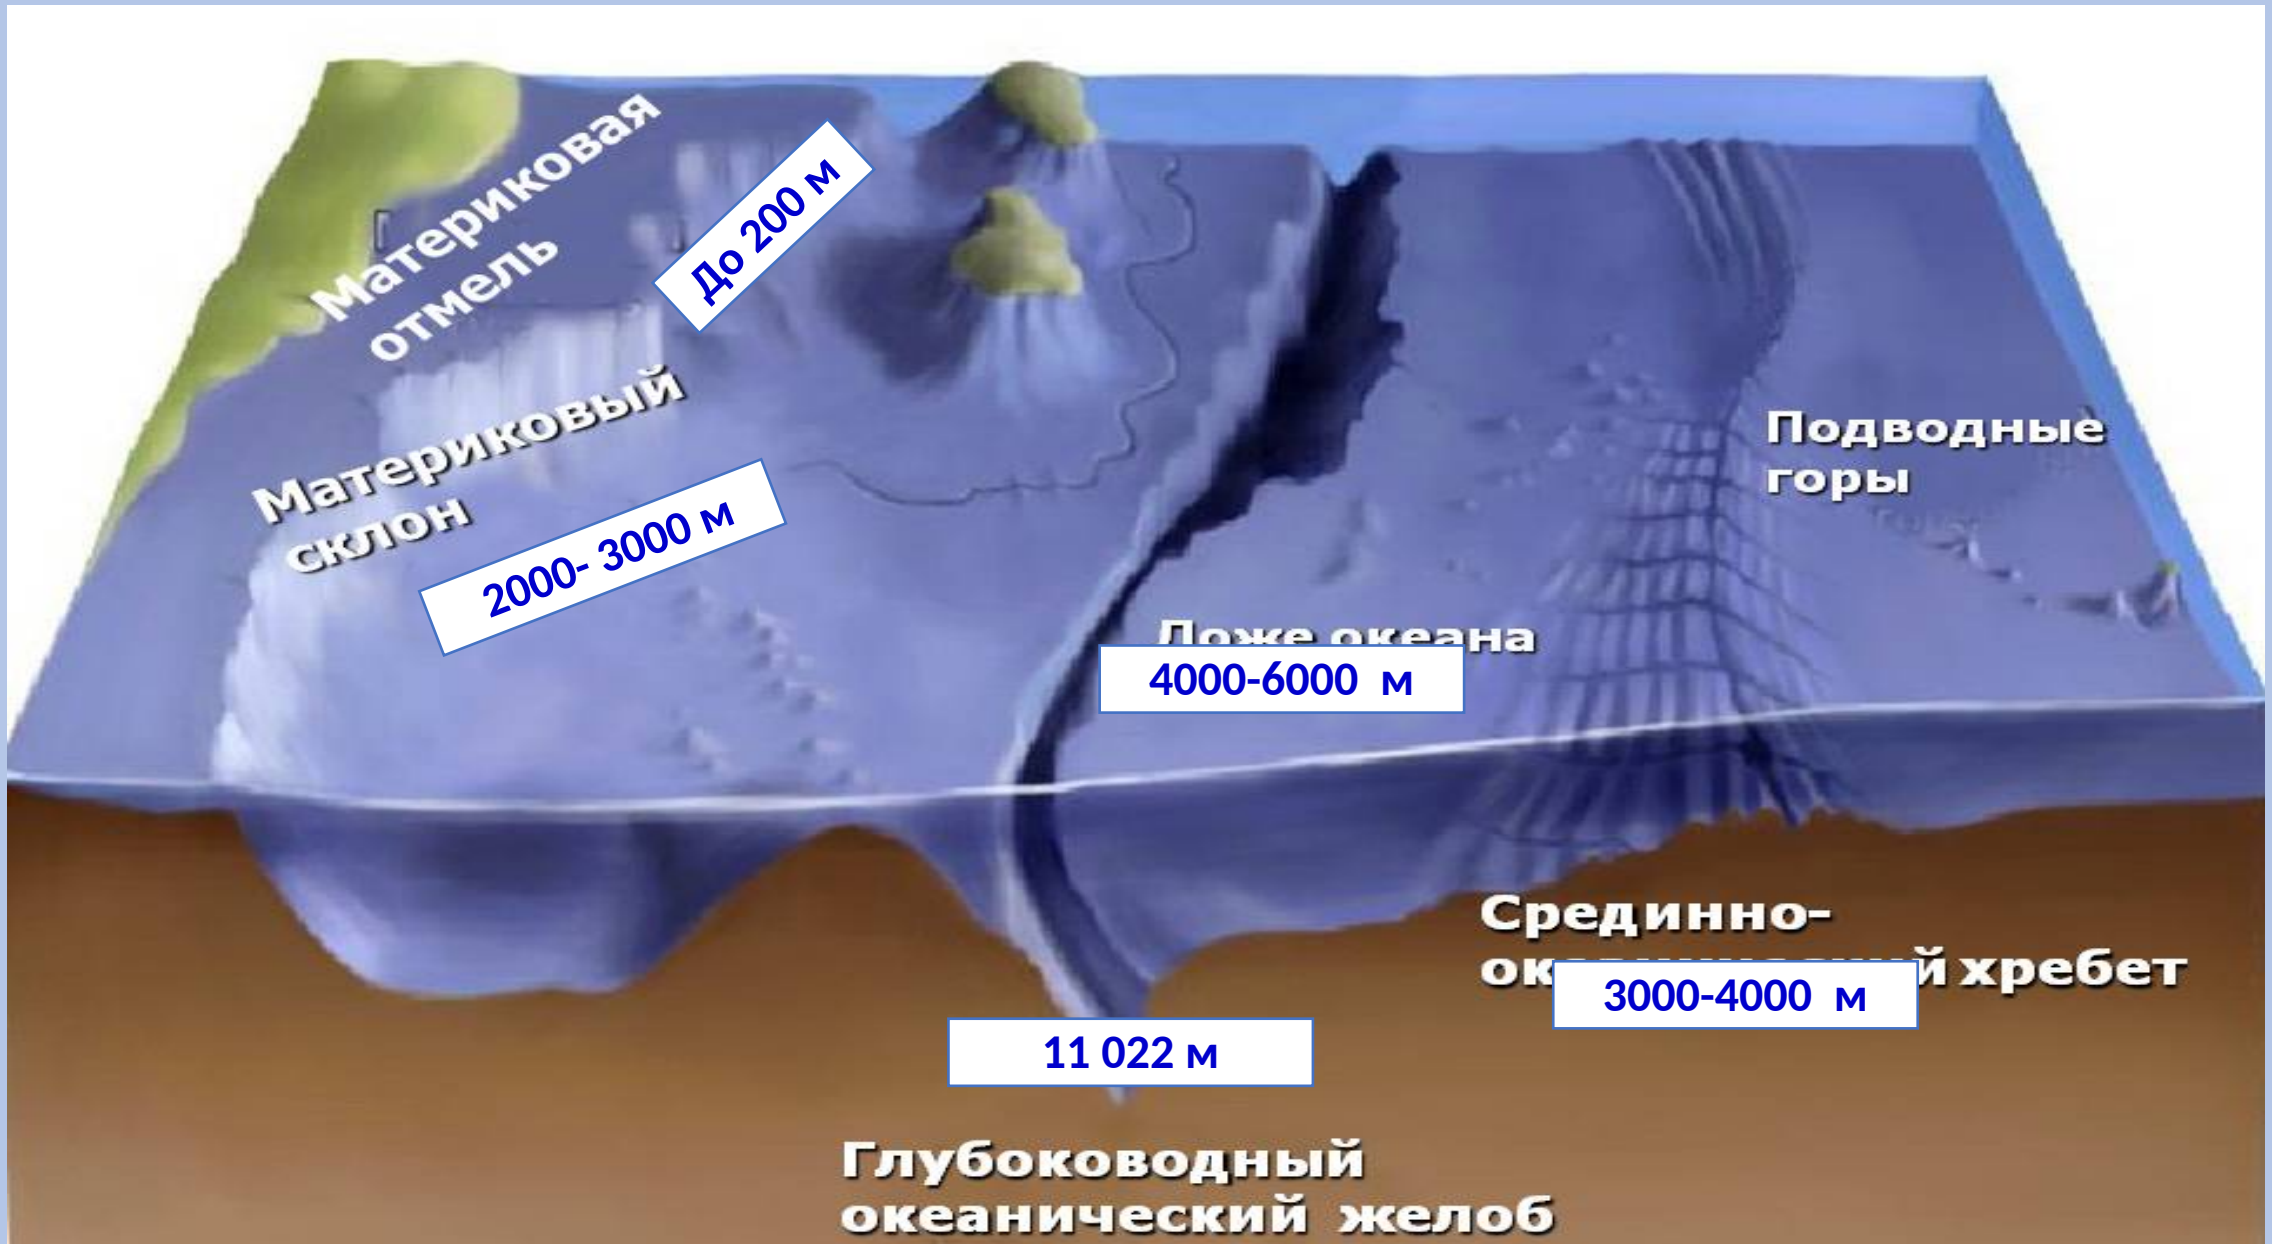 Материковая
отмель
До 200 м
Материковый
склон
2000- 3000 м
Подводные
горы
Ложе океана
4000-6000 м
Срединно-
хребет
3000-4000 м
11 022 м
Глубоководный
океанический желоб